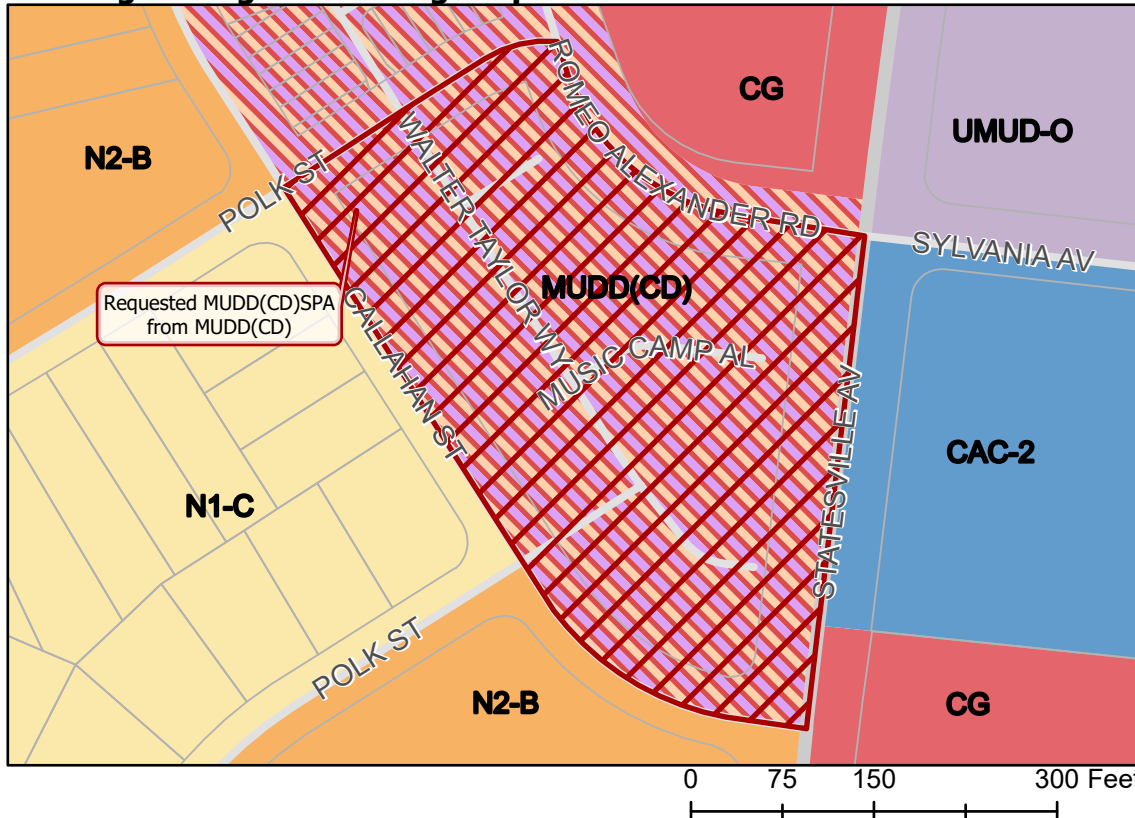 CG
UMUD-O
N2-B
POLK ST
ROMEO ALEXANDER RD
WALTER TAYLOR WY
SYLVANIA AV
MUDD(CD)
Requested MUDD(CD)SPA
from MUDD(CD)
CALLAHAN ST
MUSIC CAMP AL
STATESVILLE AV
CAC-2
N1-C
POLK ST
N2-B
CG
0 75 150 300 Feet